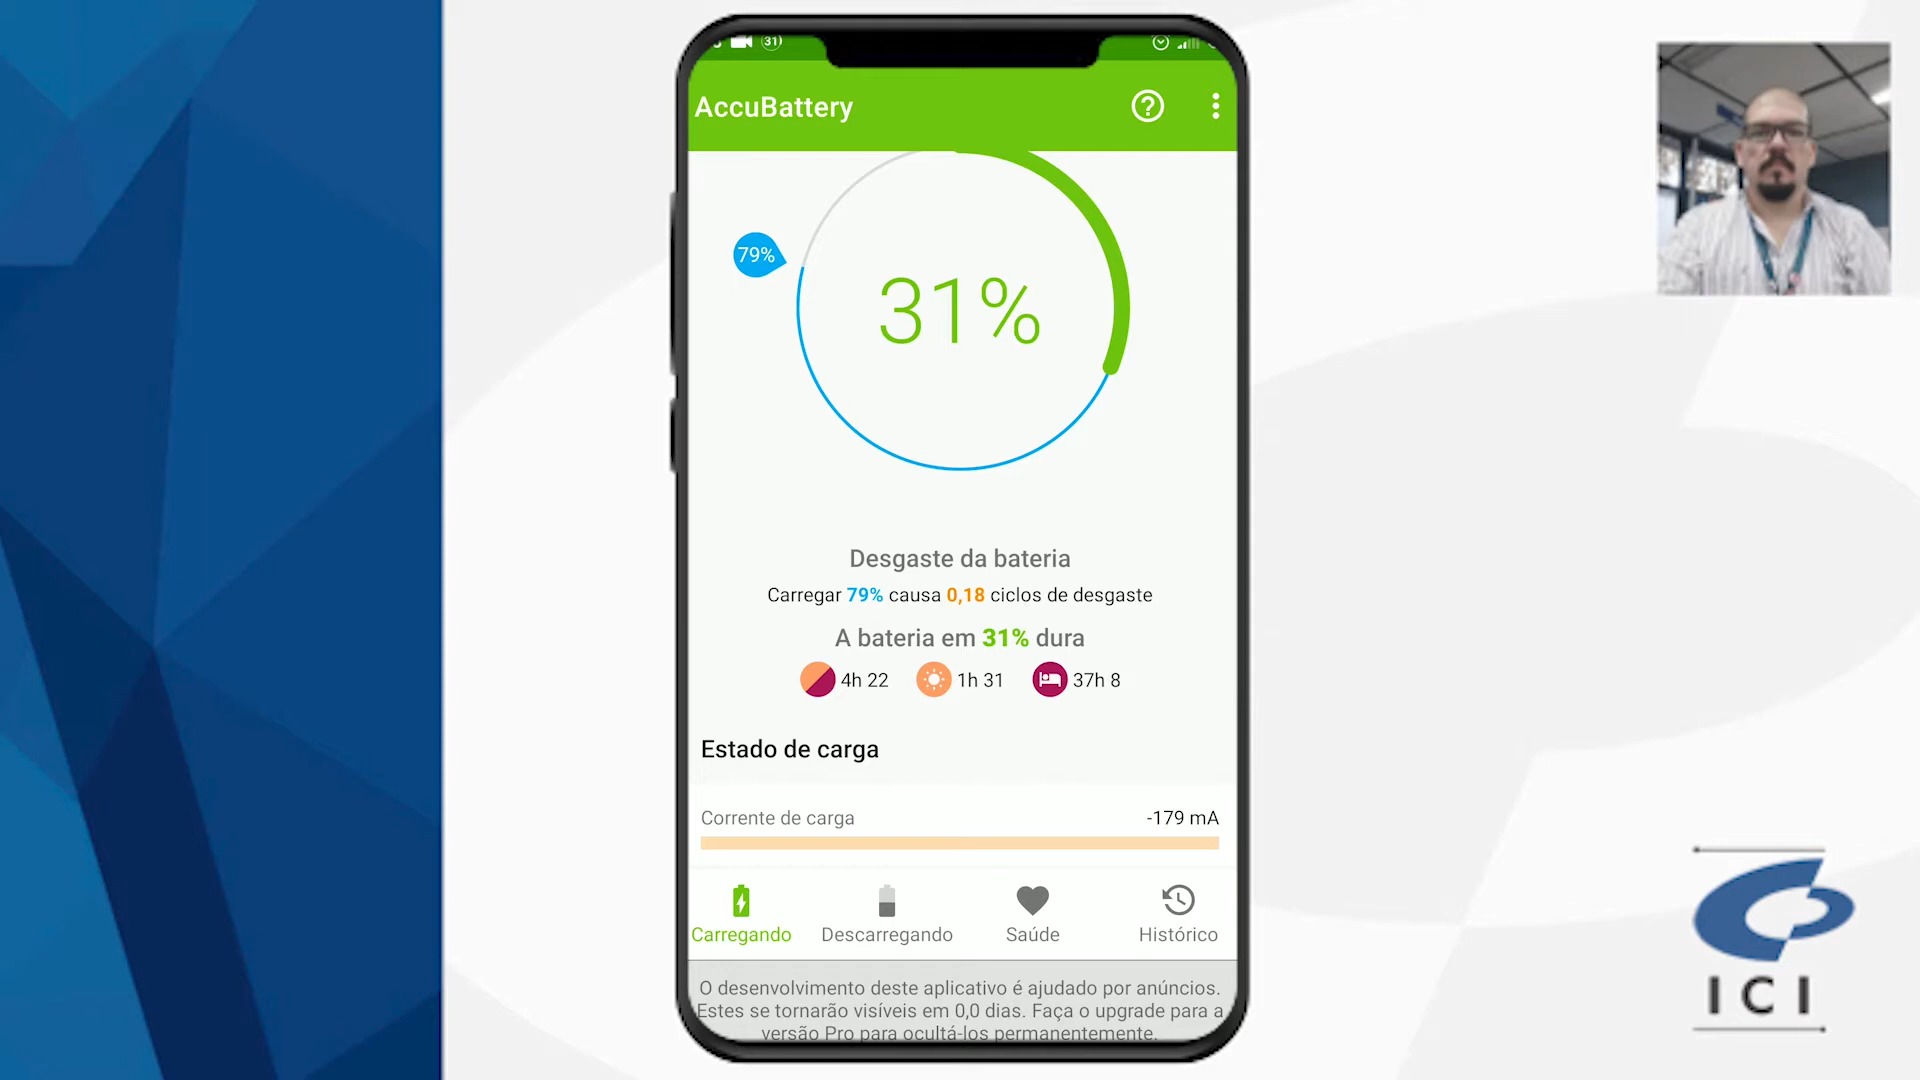 31
AccuBattery
79%
31%
Desgaste da bateria
Carregar 79% causa 0,18 ciclos de desgaste
A bateria em 31% dura
4h 22 1h 31 37h 8
Estado de carga
Corrente de carga -179 mA
Carregando Descarregando Saúde Histórico
O desenvolvimento deste aplicativo é ajudado por anúncios.
Estes se tornarão visíveis em 0,0 dias. Faça o upgrade para a
versão Pro para ocultá-los permanentemente.
ICI